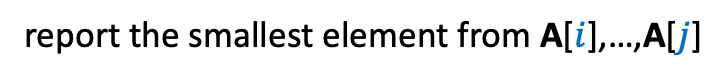 report the smallest element from A[i],...,A[j]